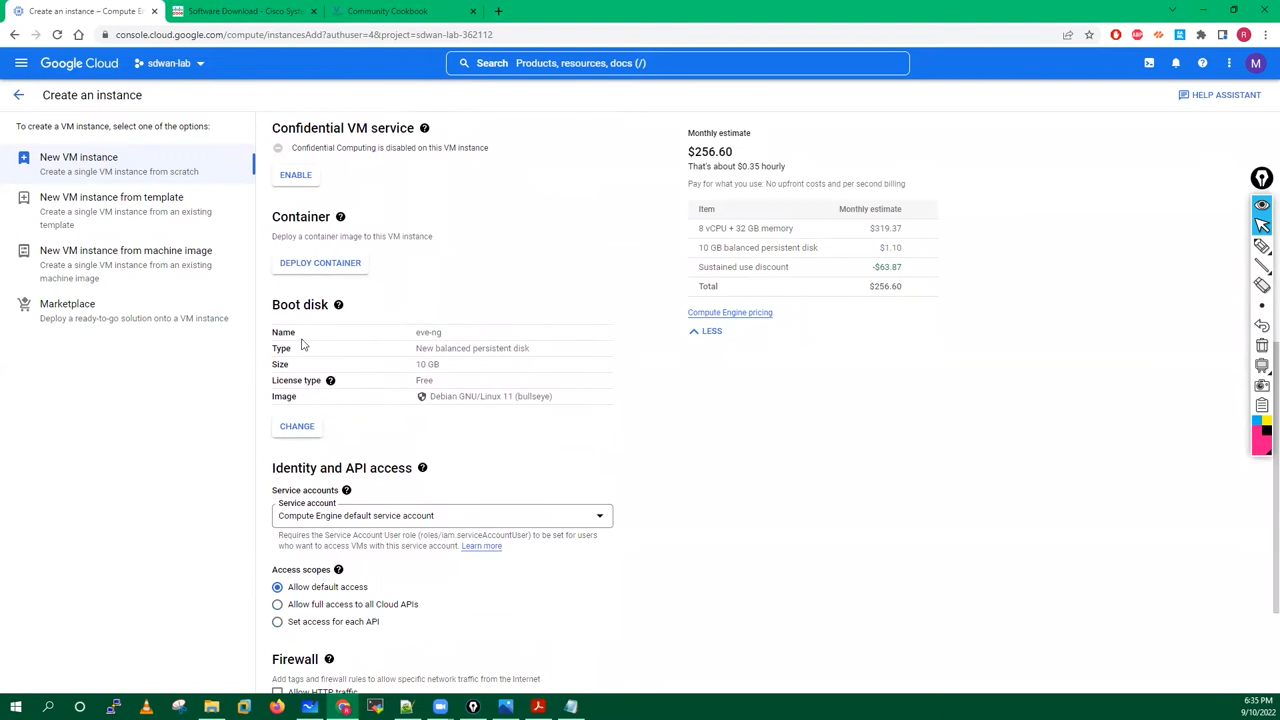 Create an instance – Compute E
Software Download - Cisco Syste
Community Cookbook
console.cloud.google.com/compute/instancesAdd?authuser=4&project=sdwan-lab-362112
R
Google Cloud
sdwan-lab
Search Products, resources, docs (/)
M
Create an instance
HELP ASSISTANT
To create a VM instance, select one of the options:
New VM instance
Create a single VM instance from scratch
New VM instance from template
Create a single VM instance from an existing
template
New VM instance from machine image
Create a single VM instance from an existing
machine image
Marketplace
Deploy a ready-to-go solution onto a VM instance
Confidential VM service
Confidential Computing is disabled on this VM instance
ENABLE
Container
Deploy a container image to this VM instance
DEPLOY CONTAINER
Boot disk
Name eve-ng
Type New balanced persistent disk
Size 10 GB
License type Free
Image Debian GNU/Linux 11 (bullseye)
CHANGE
Identity and API access
Service accounts
Service account
Compute Engine default service account
Requires the Service Account User role (roles/iam.serviceAccountUser) to be set for users
who want to access VMs with this service account. Learn more
Access scopes
Allow default access
Allow full access to all Cloud APIs
Set access for each API
Firewall
Add tags and firewall rules to allow specific network traffic from the Internet
Allow HTTP traffic
Monthly estimate
$256.60
That's about $0.35 hourly
Pay for what you use: No upfront costs and per second billing
Item Monthly estimate
8 vCPU + 32 GB memory $319.37
10 GB balanced persistent disk $1.10
Sustained use discount -$63.87
Total $256.60
Compute Engine pricing
LESS
6:35 PM
9/10/2022